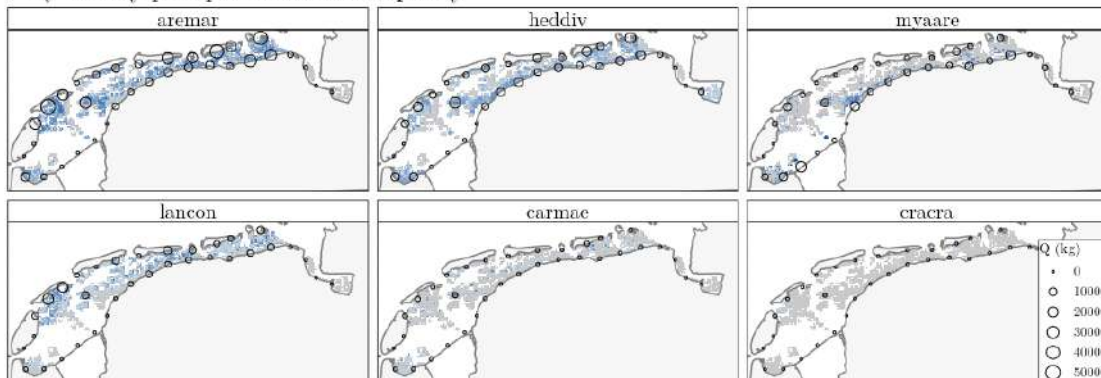 aremar
heddiv
myaare
lancon
carmae
cracra
Q (kg)
0
1000
2000
3000
4000
5000